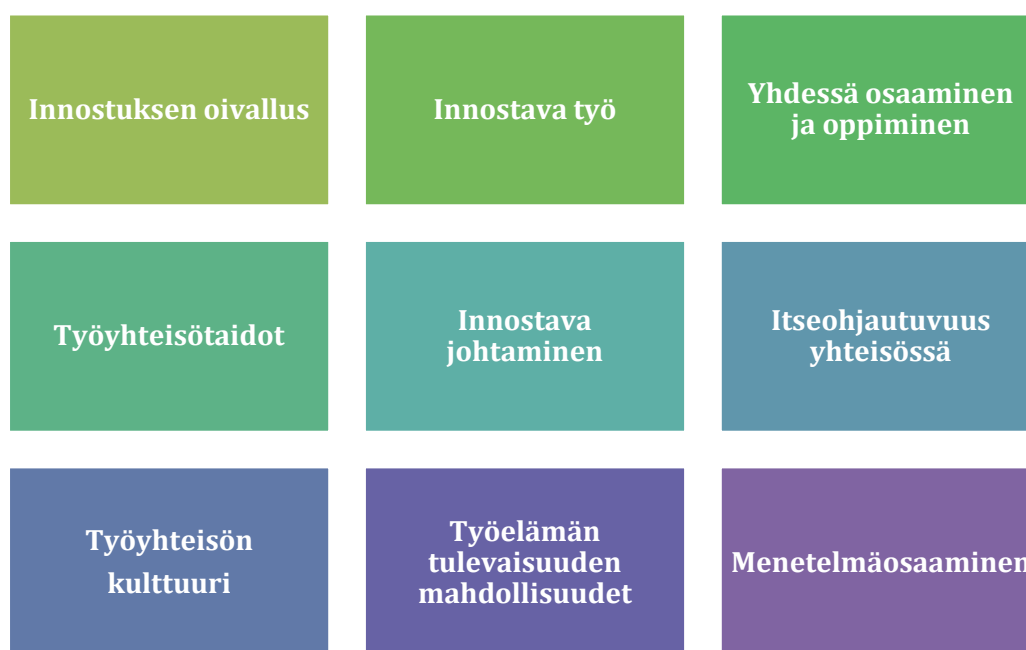 Innostuksen oivallus
Innostava työ
Yhdessä osaaminen
ja oppiminen
Työyhteisötaidot
Innostava
johtaminen
Itseohjautuvuus
yhteisössä
Työyhteisön
kulttuuri
Työelämän
tulevaisuuden
mahdollisuudet
Menetelmäosaaminen